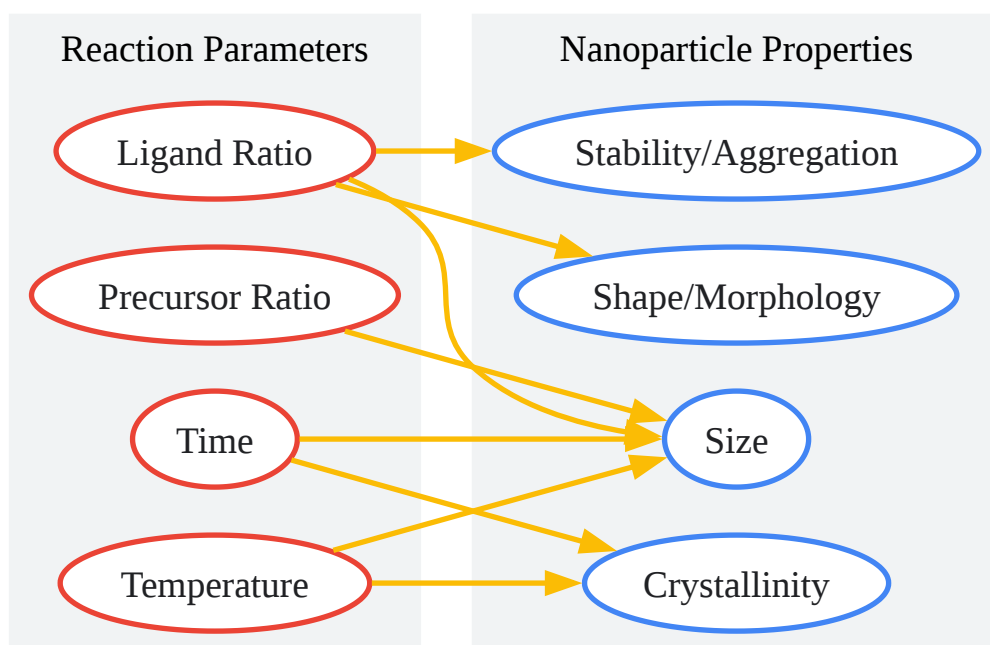 Reaction Parameters
Nanoparticle Properties
Ligand Ratio
Stability/Aggregation
Precursor Ratio
Shape/Morphology
Time
Size
Temperature
Crystallinity